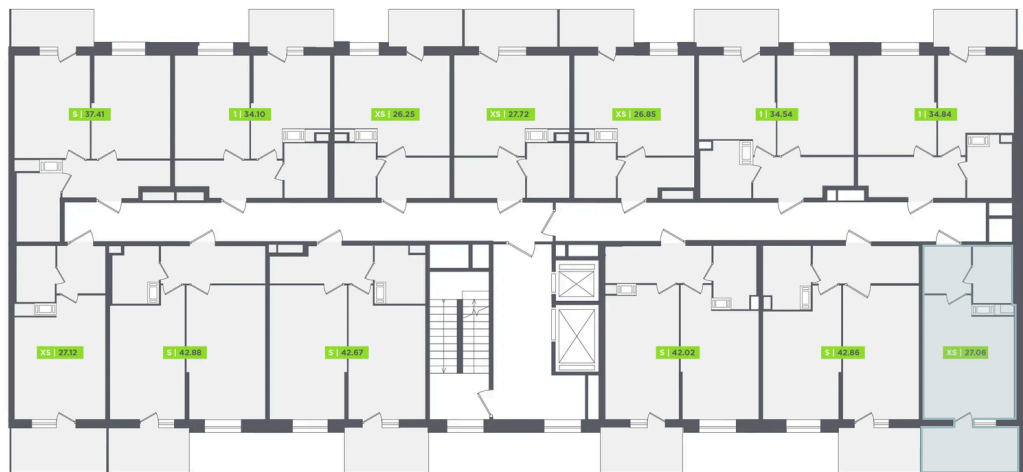 S | 37.41
1 | 34.10
XS | 26.25
XS | 27.72
XS | 26.85
1 | 34.54
1 | 34.84
XS | 27.12
S | 42.88
S | 42.67
S | 42.02
S | 42.86
XS | 27.06